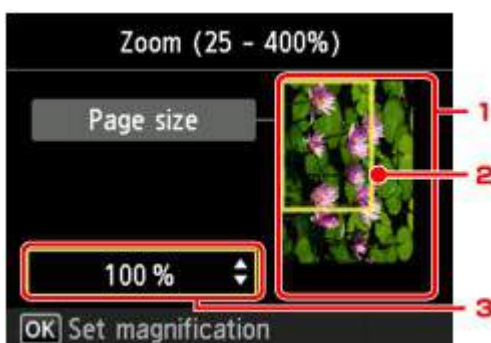 Zoom (25 - 400%)
Page size
100 %
OK Set magnification
1
2
3